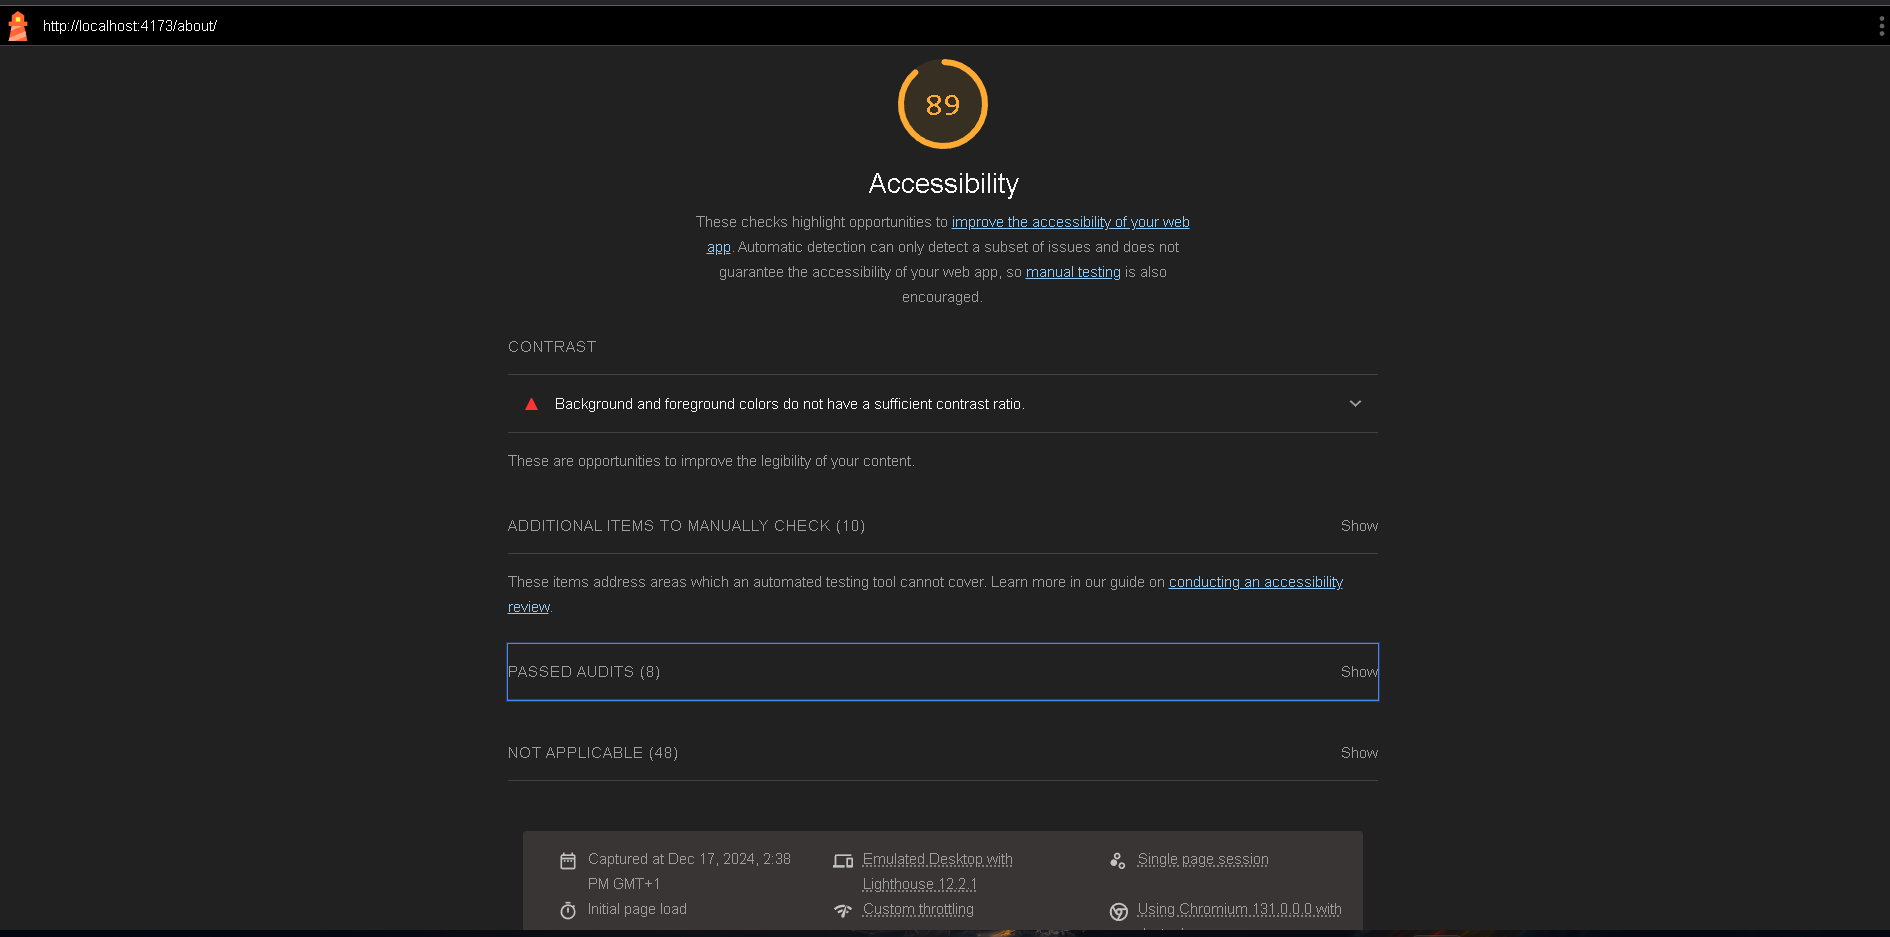 http://localhost:4173/about/
89
Accessibility
These checks highlight opportunities to improve the accessibility of your web
app. Automatic detection can only detect a subset of issues and does not
guarantee the accessibility of your web app, so manual testing is also
encouraged.
CONTRAST
Background and foreground colors do not have a sufficient contrast ratio.
These are opportunities to improve the legibility of your content.
ADDITIONAL ITEMS TO MANUALLY CHECK (10) Show
These items address areas which an automated testing tool cannot cover. Learn more in our guide on conducting an accessibility
review.
PASSED AUDITS (8) Show
NOT APPLICABLE (48) Show
Captured at Dec 17, 2024, 2:38
PM GMT+1
Emulated Desktop with
Lighthouse 12.2.1
Single page session
Initial page load
Custom throttling
Using Chromium 131.0.0.0 with